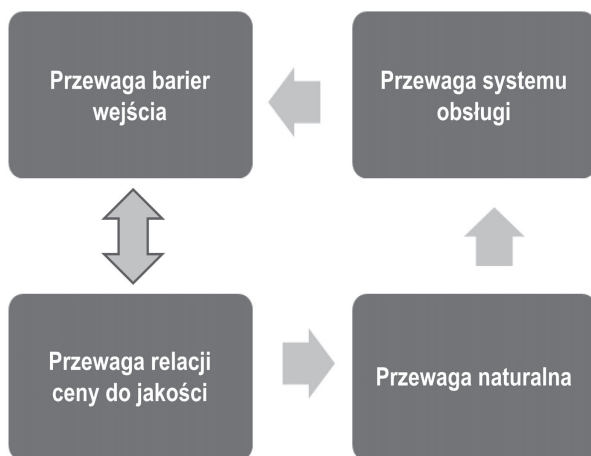 Przewaga barier
wejścia
Przewaga systemu
obsługi
Przewaga relacji
ceny do jakości
Przewaga naturalna